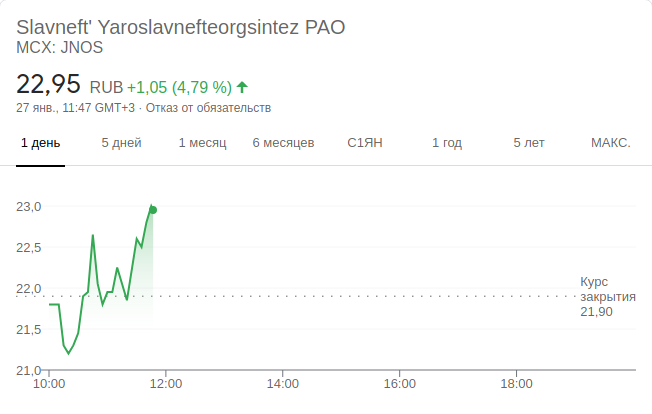 Slavneft' Yaroslavnefteorgsintez PAO
MCX: JNOS
22,95 RUB +1,05 (4,79 %)
27 янв., 11:47 GMT+3 · Отказ от обязательств
1 день 5 дней 1 месяц 6 месяцев С1ЯН 1 год 5 лет МАКС.
23,0
22,5
22,0
21,5
21,0
Курс
закрытия
21,90
10:00 12:00 14:00 16:00 18:00